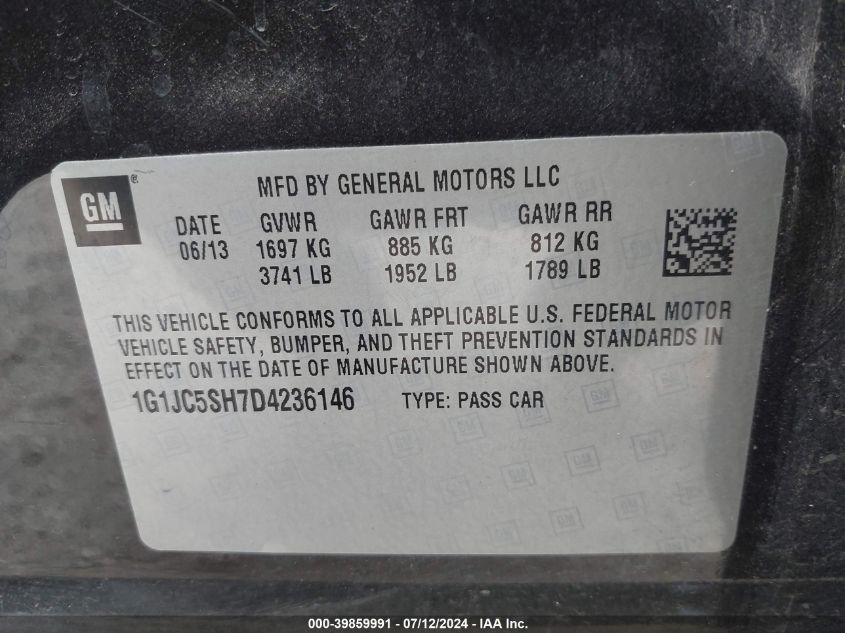 GM ®
MFD BY GENERAL MOTORS LLC
DATE GVWR GAWR FRT GAWR RR
06/13 1697 KG 885 KG 812 KG
3741 LB 1952 LB 1789 LB
THIS VEHICLE CONFORMS TO ALL APPLICABLE U.S. FEDERAL MOTOR
VEHICLE SAFETY, BUMPER, AND THEFT PREVENTION STANDARDS IN
EFFECT ON THE DATE OF MANUFACTURE SHOWN ABOVE.
1G1JC5SH7D4236146 TYPE: PASS CAR
000-39859991 - 07/12/2024 - IAA Inc.